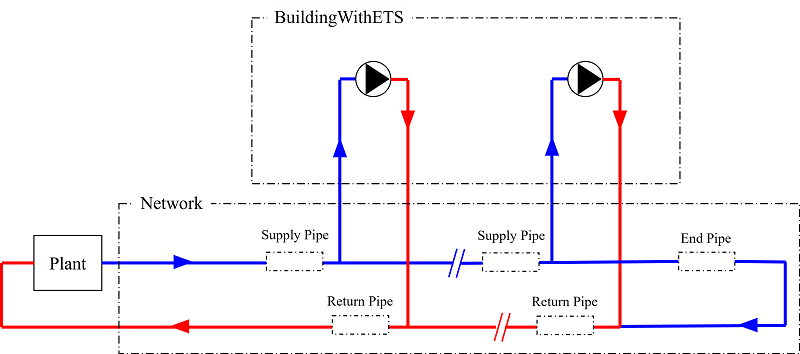 BuildingWithETS
Network
Supply Pipe
Supply Pipe
End Pipe
Plant
Return Pipe
Return Pipe